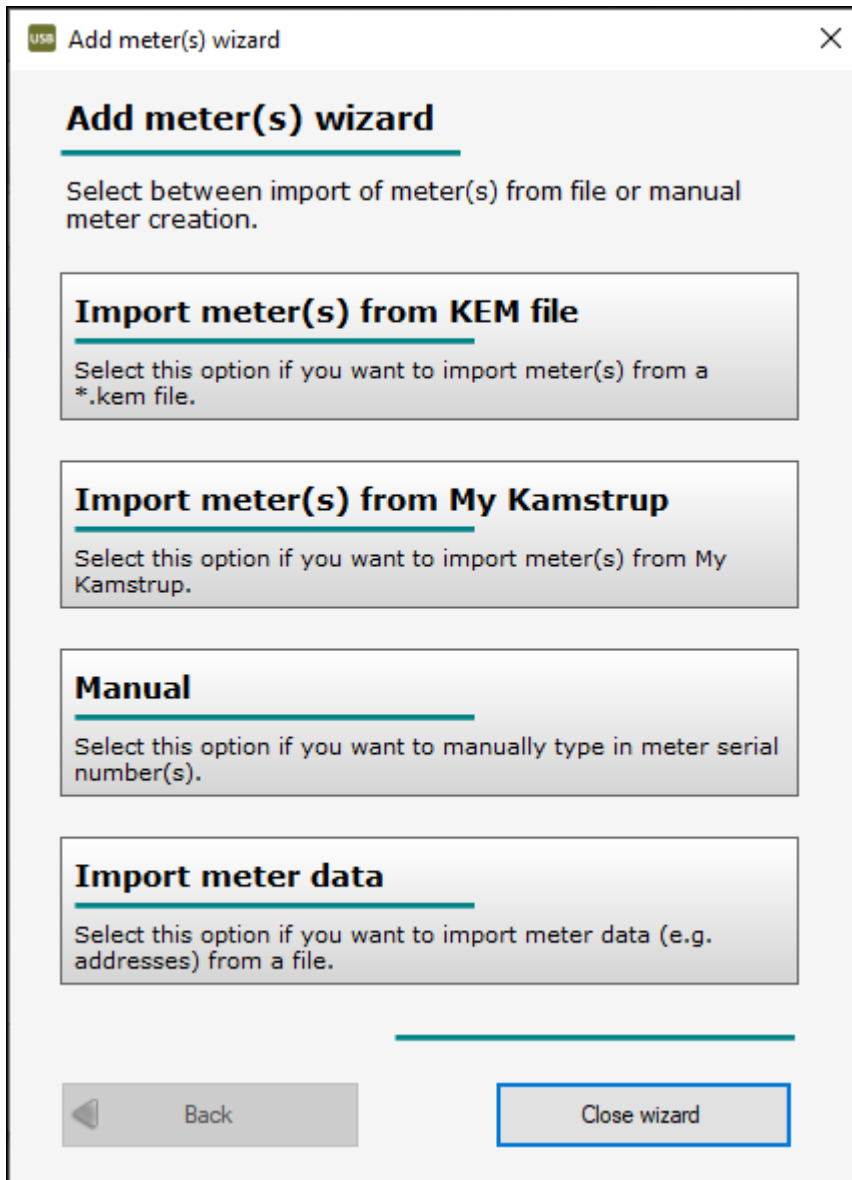 USB Add meter(s) wizard
Add meter(s) wizard
Select between import of meter(s) from file or manual
meter creation.
Import meter(s) from KEM file
Select this option if you want to import meter(s) from a
*.kem file.
Import meter(s) from My Kamstrup
Select this option if you want to import meter(s) from My
Kamstrup.
Manual
Select this option if you want to manually type in meter serial
number(s).
Import meter data
Select this option if you want to import meter data (e.g.
addresses) from a file.
Back
Close wizard